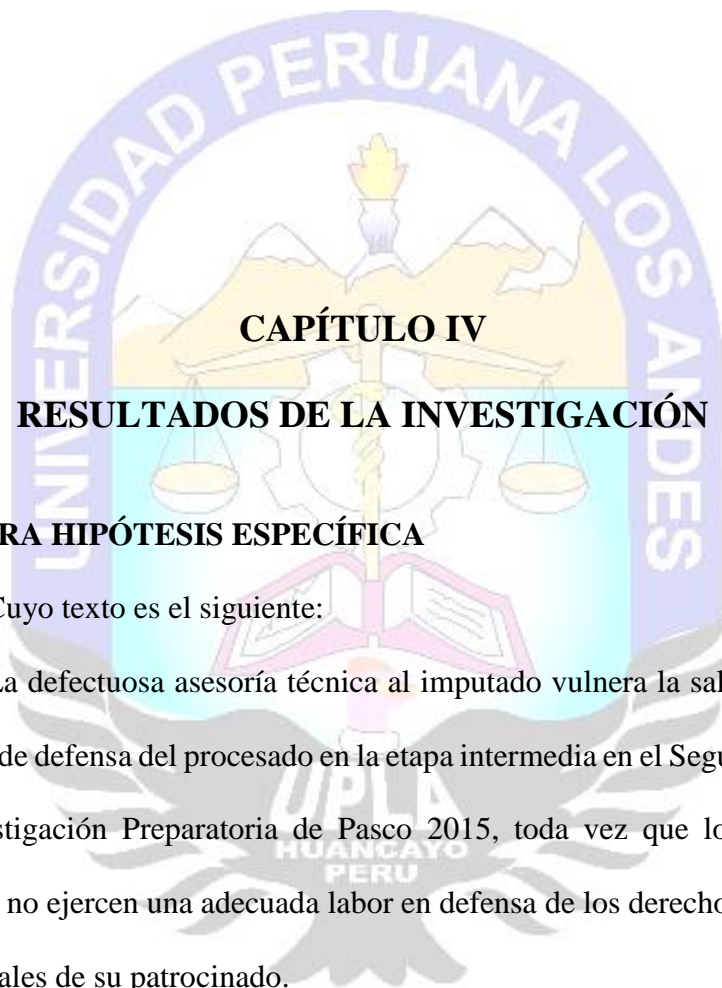 UNIVERSIDAD PERUANA LOS ANDES
CAPÍTULO IV
RESULTADOS DE LA INVESTIGACIÓN
RA HIPÓTESIS ESPECÍFICA
Cuyo texto es el siguiente:
La defectuosa asesoría técnica al imputado vulnera la sal
de defensa del procesado en la etapa intermedia en el Segu
stigación Preparatoria de Pasco 2015, toda vez que lo
no ejercen una adecuada labor en defensa de los derecho
ales de su patrocinado.
UPLA
HUANCAYO
PERU